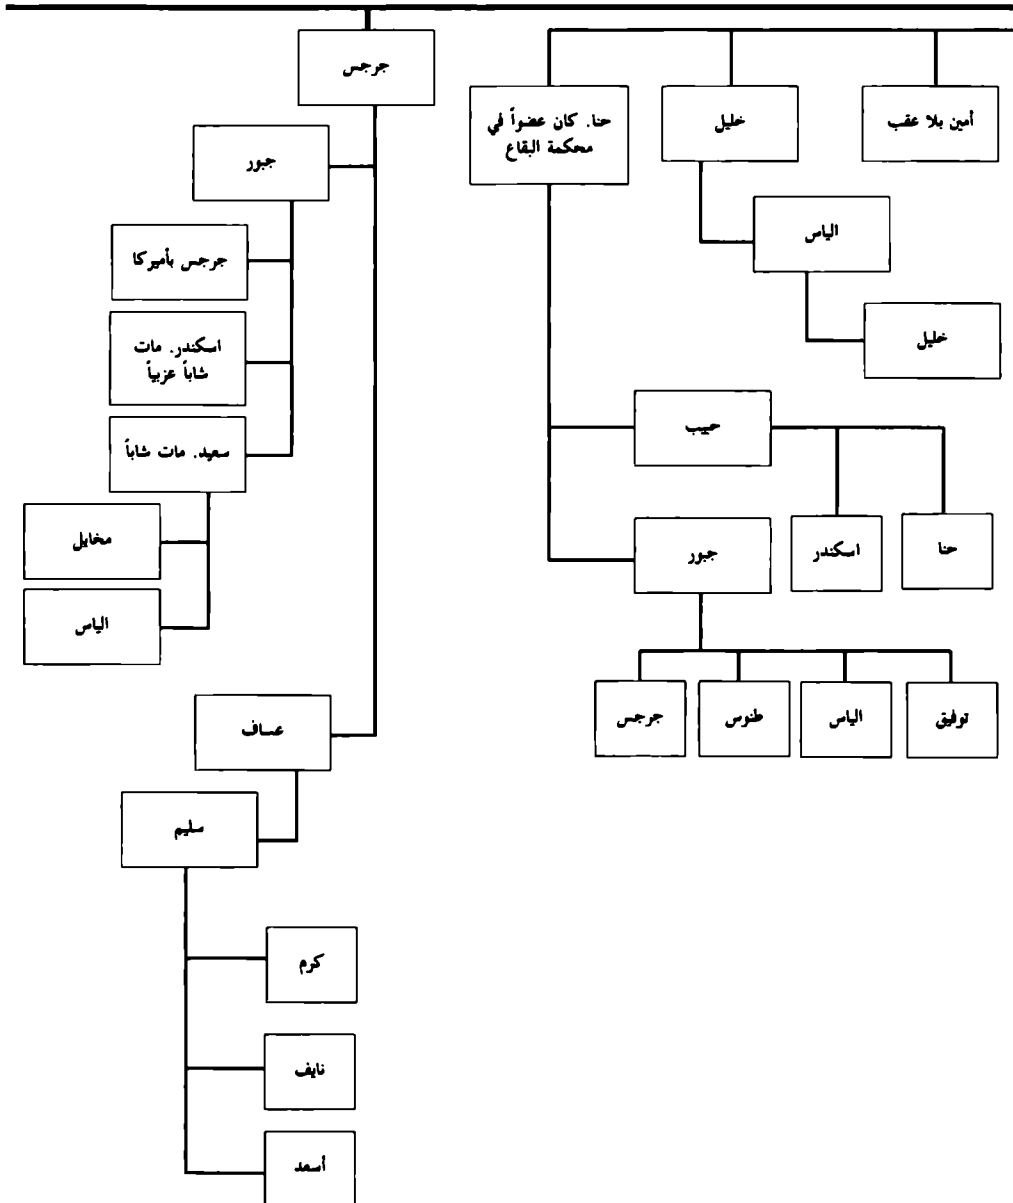 جرجس
أمين بلا عقب
خليل
حنا. كان عضواً في
محكمة البقاع
جبور
الياس
جرجس بأميركا
خليل
اسكندر. مات
شاباً عزبياً
حبيب
سعيد. مات شاباً
حنا
اسكندر
جبور
مخايل
الياس
توفيق
الياس
طنوس
جرجس
عساف
سليم
كرم
نايف
أسعد